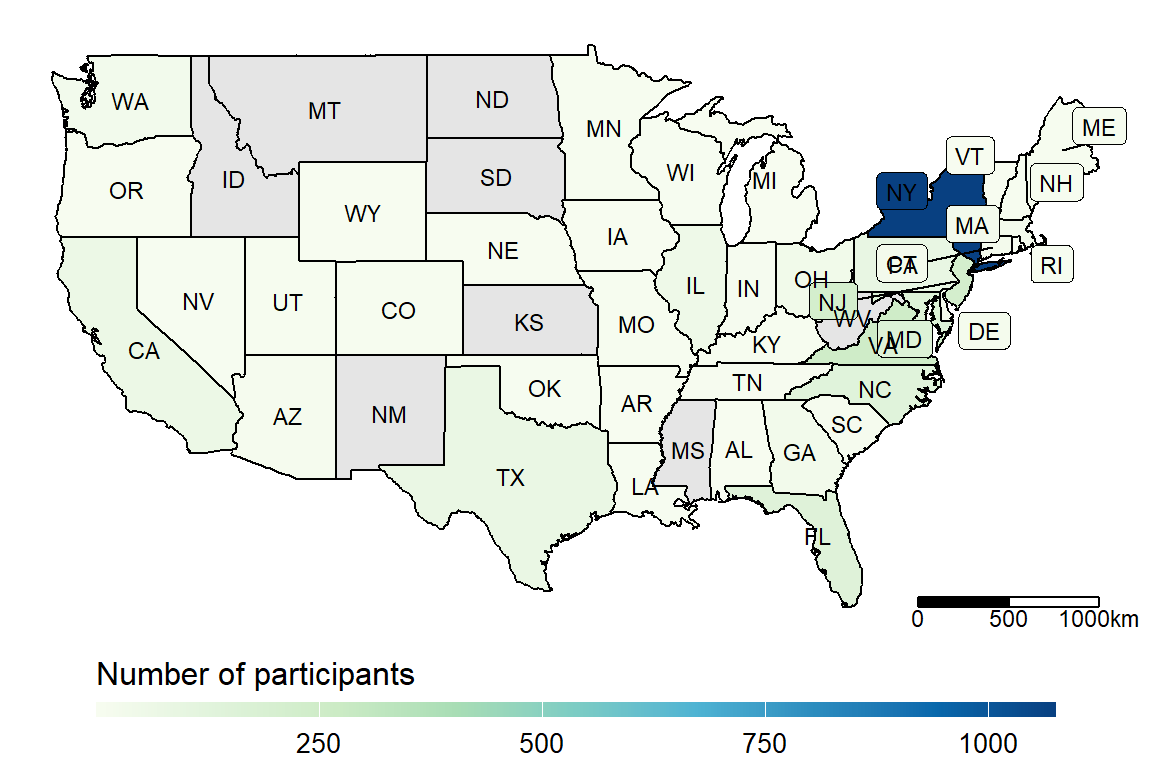 WA
MT
ND
MN
ME
VT
OR
ID
SD
WI
MI
NY
NH
WY
MA
NE
IA
PA
CT
RI
NV
UT
CO
IL
IN
OH
NJ
WV
CA
KS
MO
KY
VA
MD
DE
AZ
NM
OK
AR
TN
NC
SC
TX
LA
MS
AL
GA
FL
0 500 1000km
Number of participants
250 500 750 1000